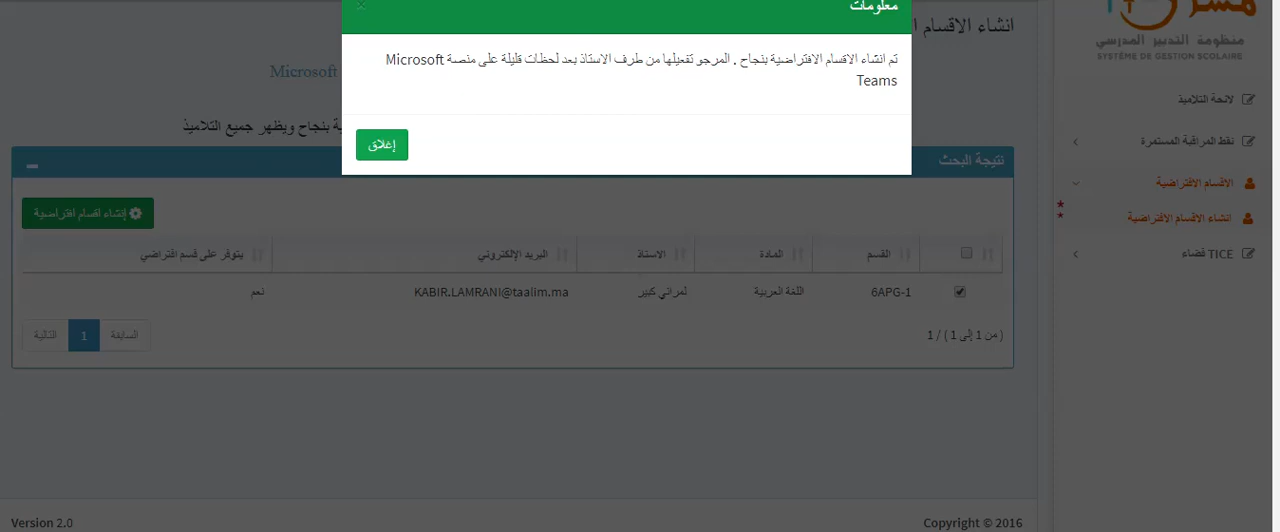 معلومات
×
تم انشاء الاقسام الافتراضية بنجاح . المرجو تفعيلها من طرف الاستاذ بعد لحظات قليلة على منصة Microsoft
Teams
إغلاق
انشاء الاقسام ا
Microsoft
ية بنجاح ويظهر جميع التلاميذ
نتيجة البحث
إنشاء اقسام افتراضية
القسم
المادة
الاستاذ
البريد الإلكتروني
يتوفر على قسم افتراضي
6APG-1
اللغة العربية
لمراني كبير
KABIR.LAMRANI@taalim.ma
نعم
( من 1 إلى 1 ) / 1
السابقة
1
التالية
منظومة التدبير المدرسي
SYSTÈME DE GESTION SCOLAIRE
لائحة التلاميذ
نقط المراقبة المستمرة
الاقسام الافتراضية
انشاء الاقسام الافتراضية
فضاء TICE
Version 2.0
Copyright © 2016